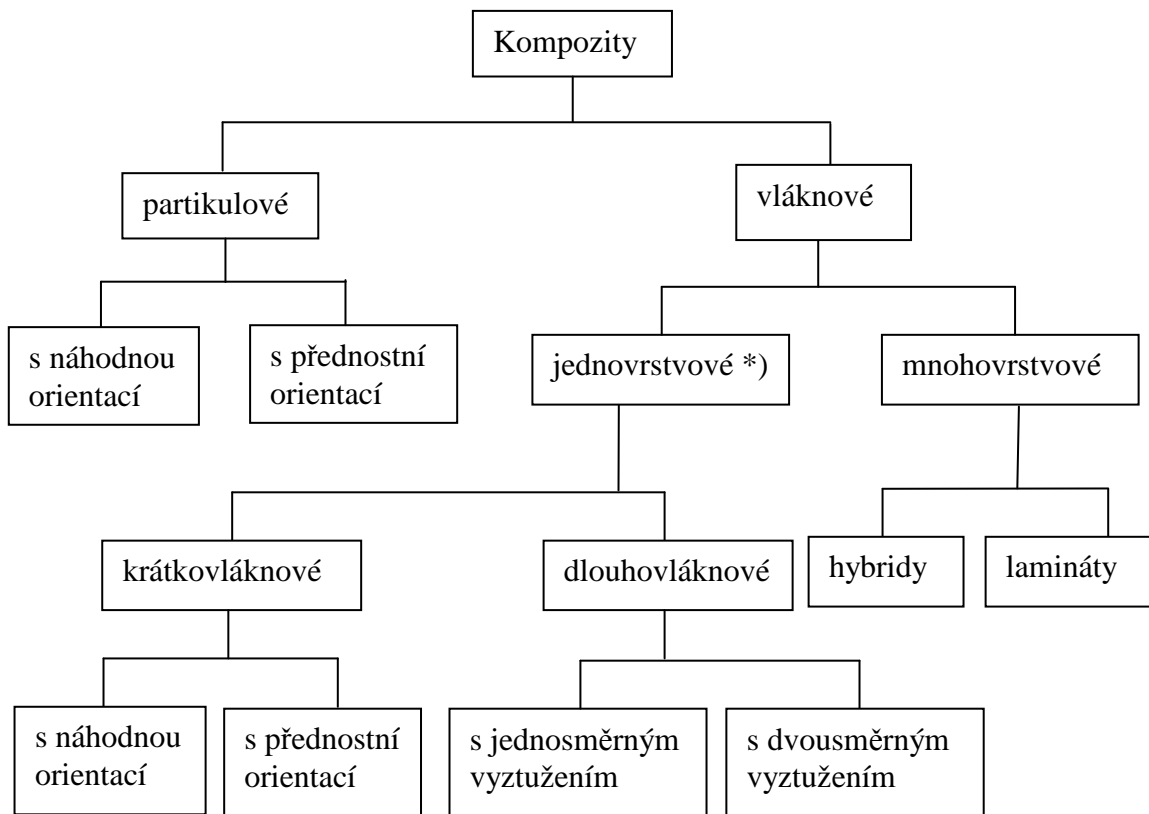 Kompozity
partikulové
vláknové
s náhodnou
orientací
s přednostní
orientací
jednovrstvové *)
mnohovrstvové
krátkovláknové
dlouhovláknové
hybridy
lamináty
s náhodnou
orientací
s přednostní
orientací
s jednosměrným
vyztužením
s dvousměrným
vyztužením